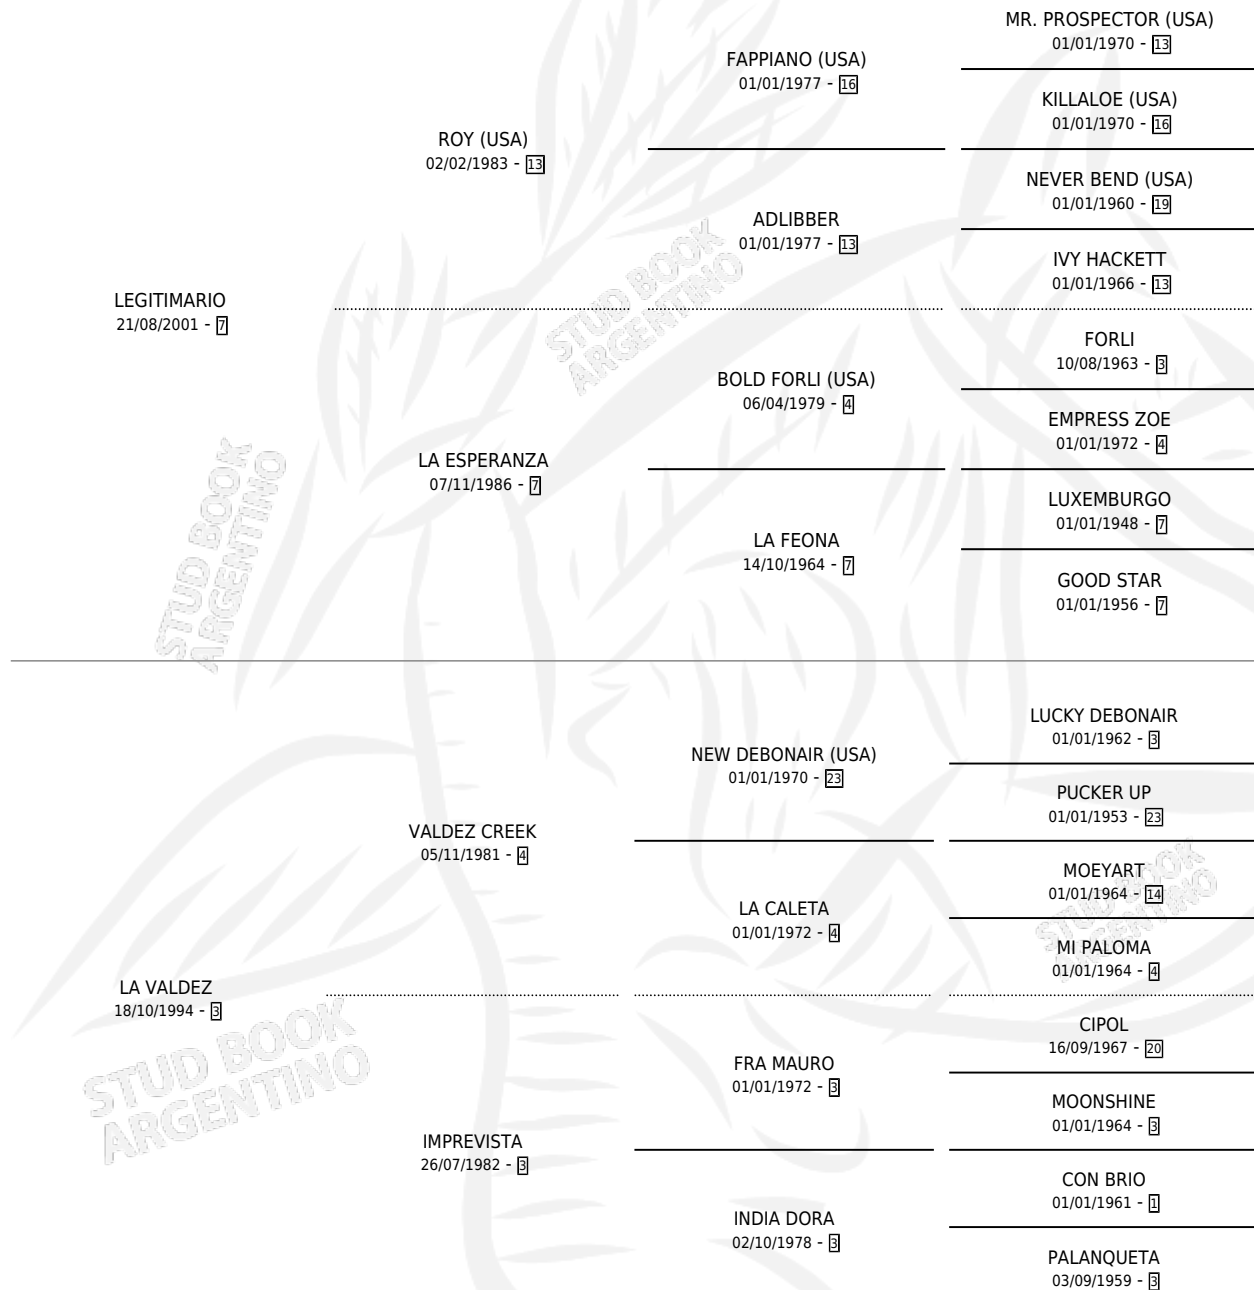 MR. PROSPECTOR (USA)
01/01/1970 - 13
FAPPIANO (USA)
01/01/1977 - 16
KILLALOE (USA)
01/01/1970 - 16
ROY (USA)
02/02/1983 - 13
NEVER BEND (USA)
01/01/1960 - 19
ADLIBBER
01/01/1977 - 13
IVY HACKETT
01/01/1966 - 13
LEGITIMARIO
21/08/2001 - 7
FORLI
10/08/1963 - 3
BOLD FORLI (USA)
06/04/1979 - 4
EMPRESS ZOE
01/01/1972 - 4
LA ESPERANZA
07/11/1986 - 7
LUXEMBURGO
01/01/1948 - 7
LA FEONA
14/10/1964 - 7
GOOD STAR
01/01/1956 - 7
LUCKY DEBONAIR
01/01/1962 - 3
NEW DEBONAIR (USA)
01/01/1970 - 23
PUCKER UP
01/01/1953 - 23
VALDEZ CREEK
05/11/1981 - 4
MOEYART
01/01/1964 - 14
LA CALETA
01/01/1972 - 4
MI PALOMA
01/01/1964 - 4
LA VALDEZ
18/10/1994 - 3
CIPOL
16/09/1967 - 20
FRA MAURO
01/01/1972 - 3
MOONSHINE
01/01/1964 - 3
IMPREVISTA
26/07/1982 - 3
CON BRIO
01/01/1961 - 1
INDIA DORA
02/10/1978 - 3
PALANQUETA
03/09/1959 - 3
STUD BOOK
ARGENTINO
STUD BOOK
ARGENTINO
STUD BOOK
ARGENTINO
STUD BOOK
ARGENTINO